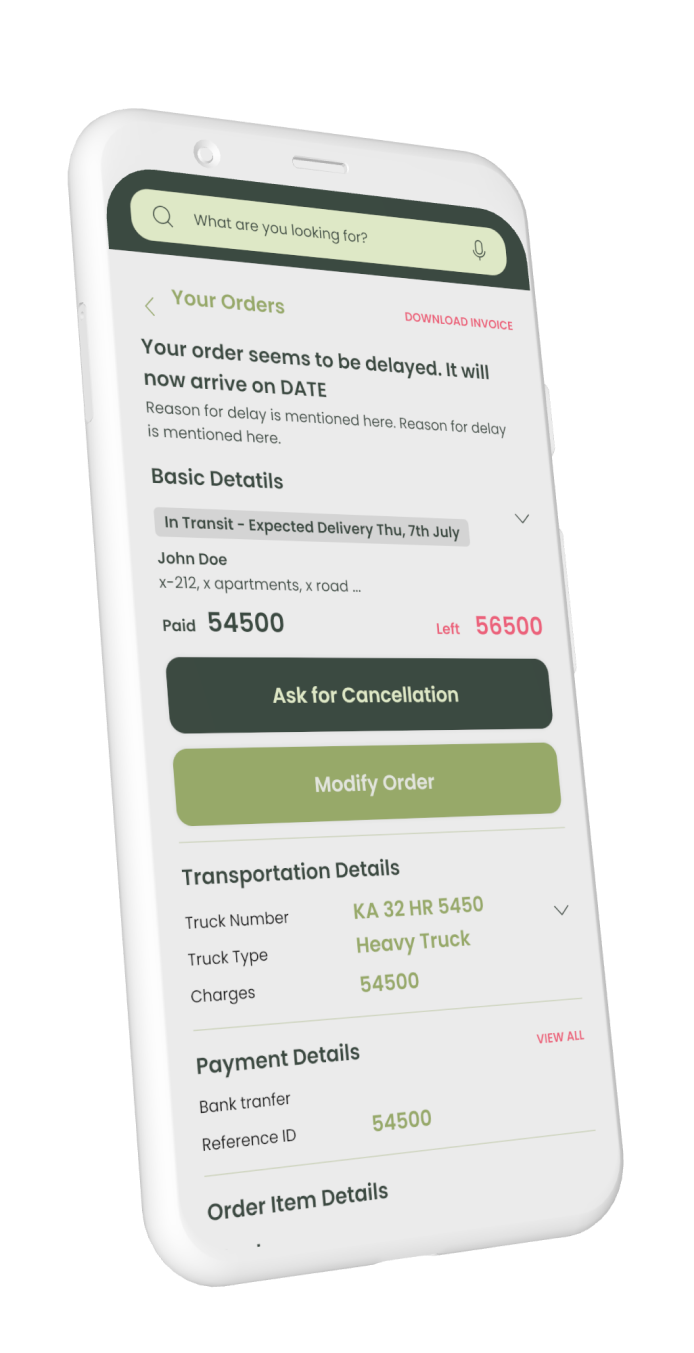 What are you looking for?
Your Orders
DOWNLOAD INVOICE
Your order seems to be delayed. It will
now arrive on DATE
Reason for delay is mentioned here. Reason for delay
is mentioned here.
Basic Detatils
In Transit - Expected Delivery Thu, 7th July
John Doe
x-212, x apartments, x road ...
Paid 54500 Left 56500
Ask for Cancellation
Modify Order
Transportation Details
Truck Number KA 32 HR 5450
Truck Type Heavy Truck
Charges 54500
Payment Details VIEW ALL
Bank tranfer
Reference ID 54500
Order Item Details